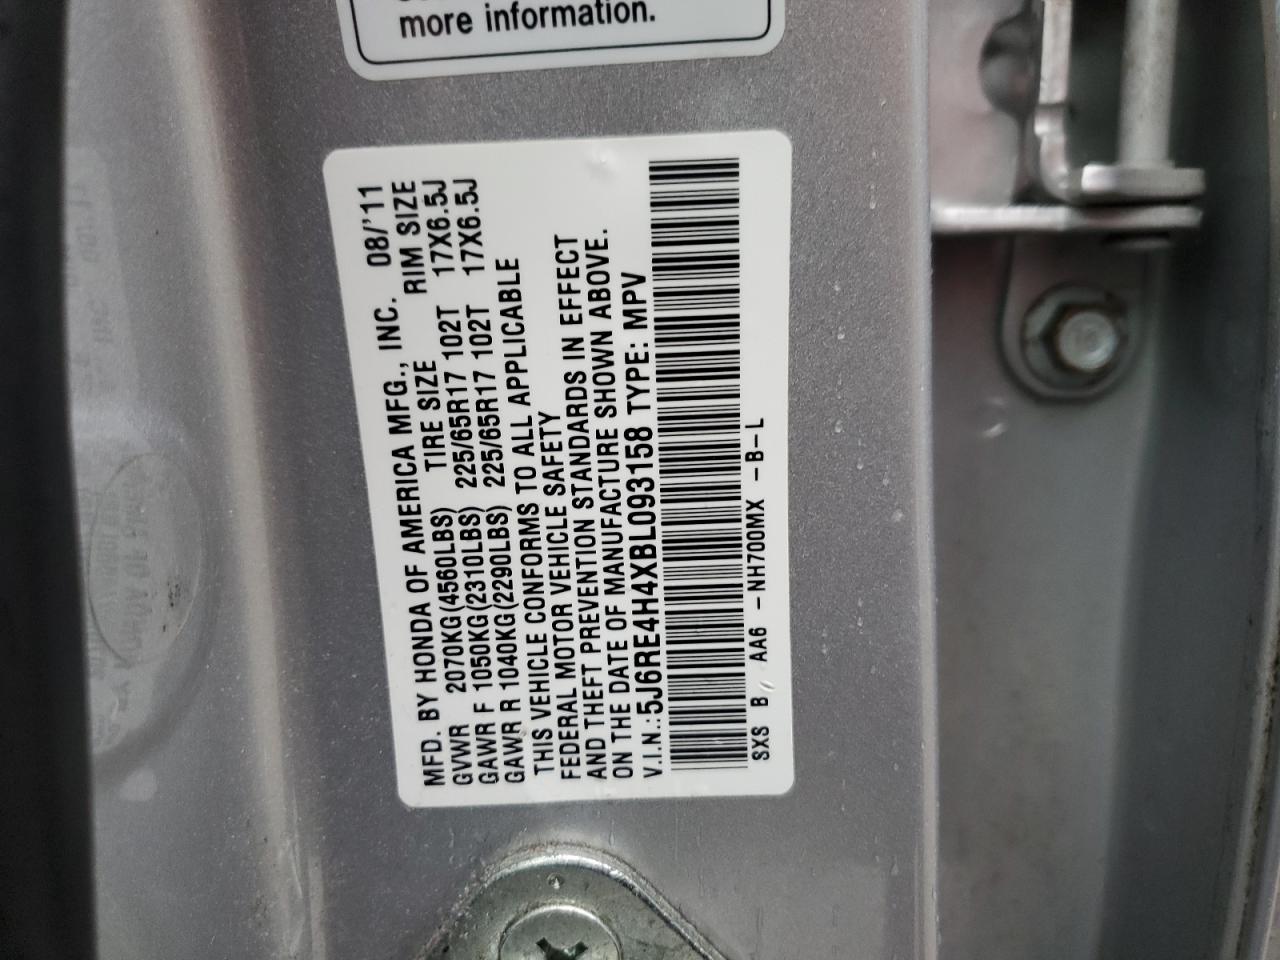 more information.
MFD. BY HONDA OF AMERICA MFG., INC. 08/'11
GVWR 2070KG(4560LBS) TIRE SIZE RIM SIZE
GAWR F 1050KG(2310LBS) 225/65R17 102T 17X6.5J
GAWR R 1040KG(2290LBS) 225/65R17 102T 17X6.5J
THIS VEHICLE CONFORMS TO ALL APPLICABLE
FEDERAL MOTOR VEHICLE SAFETY
AND THEFT PREVENTION STANDARDS IN EFFECT
ON THE DATE OF MANUFACTURE SHOWN ABOVE.
V.I.N.:5J6RE4H4XBL093158 TYPE: MPV
SXS B AA6 -NH700MX -B-L